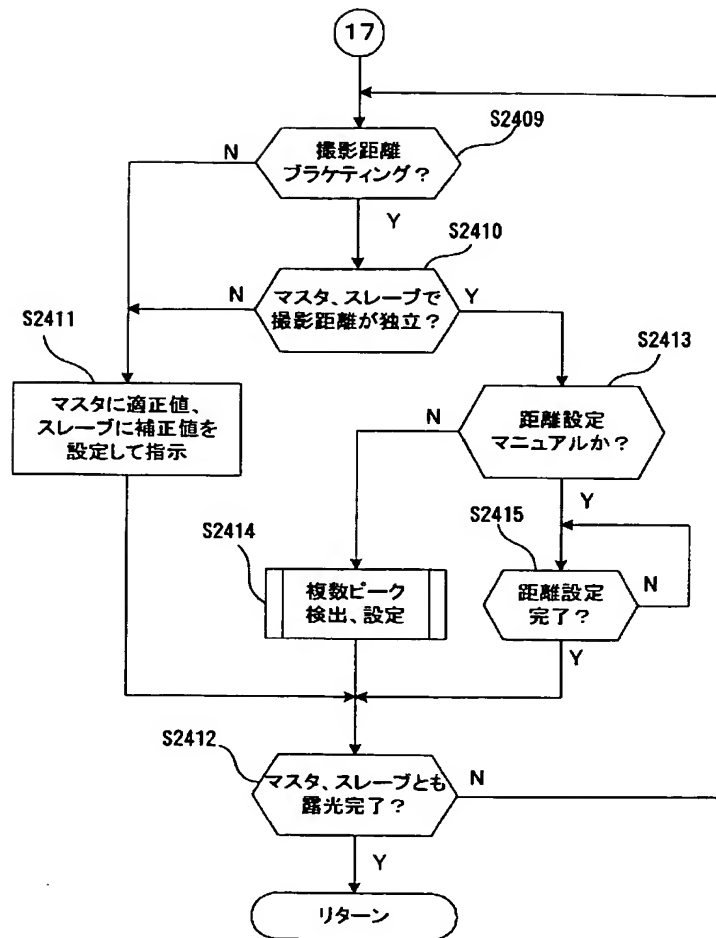 17
S2409
撮影距離
ブラケティング？
N
Y
S2410
マスタ、スレーブで
撮影距離が独立？
N
Y
S2411
マスタに適正値、
スレーブに補正値を
設定して指示
S2413
距離設定
マニュアルか？
N
Y
S2414
複数ピーク
検出、設定
S2415
距離設定
完了？
N
Y
S2412
マスタ、スレーブとも
露光完了？
N
Y
リターン